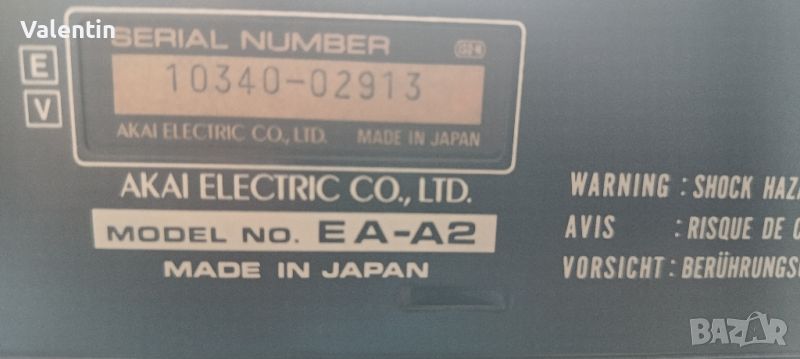 Valentin
SERIAL NUMBER
E
10340-02913
V
AKAI ELECTRIC CO., LTD. MADE IN JAPAN
AKAI ELECTRIC CO., LTD.
MODEL NO. EA-A2
MADE IN JAPAN
WARNING : SHOCK HAZA
AVIS : RISQUE DE C
VORSICHT : BERÜHRUNGS
BAZAR